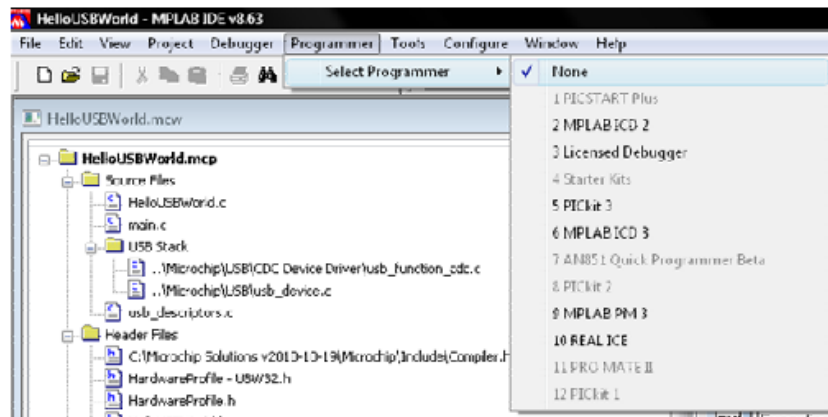 HelloUSBWorld - MPLAB IDE v8.63
File Edit View Project Debugger Programmer Tools Configure Window Help
Select Programmer
None
1 PICSTART Plus
2 MPLAB ICD 2
3 Licensed Debugger
4 Starter Kits
5 PICkit 3
6 MPLAB ICD 3
7 AN851 Quick Programmer Beta
8 PICkit 2
9 MPLAB PM 3
10 REAL ICE
11 PRO MATE II
12 PICkit 1
HelloUSBWorld.mcw
HelloUSBWorld.mcp
Source Files
HelloUSBWorld.c
main.c
USB Stack
..\Microchip\USB\CDC Device Driver\usb_function_cdc.c
..\Microchip\USB\usb_device.c
usb_descriptors.c
Header Files
C:\Microchip Solutions v2010-10-19\Microchip\Include\Compiler.h
HardwareProfile - UBW32.h
HardwareProfile.h